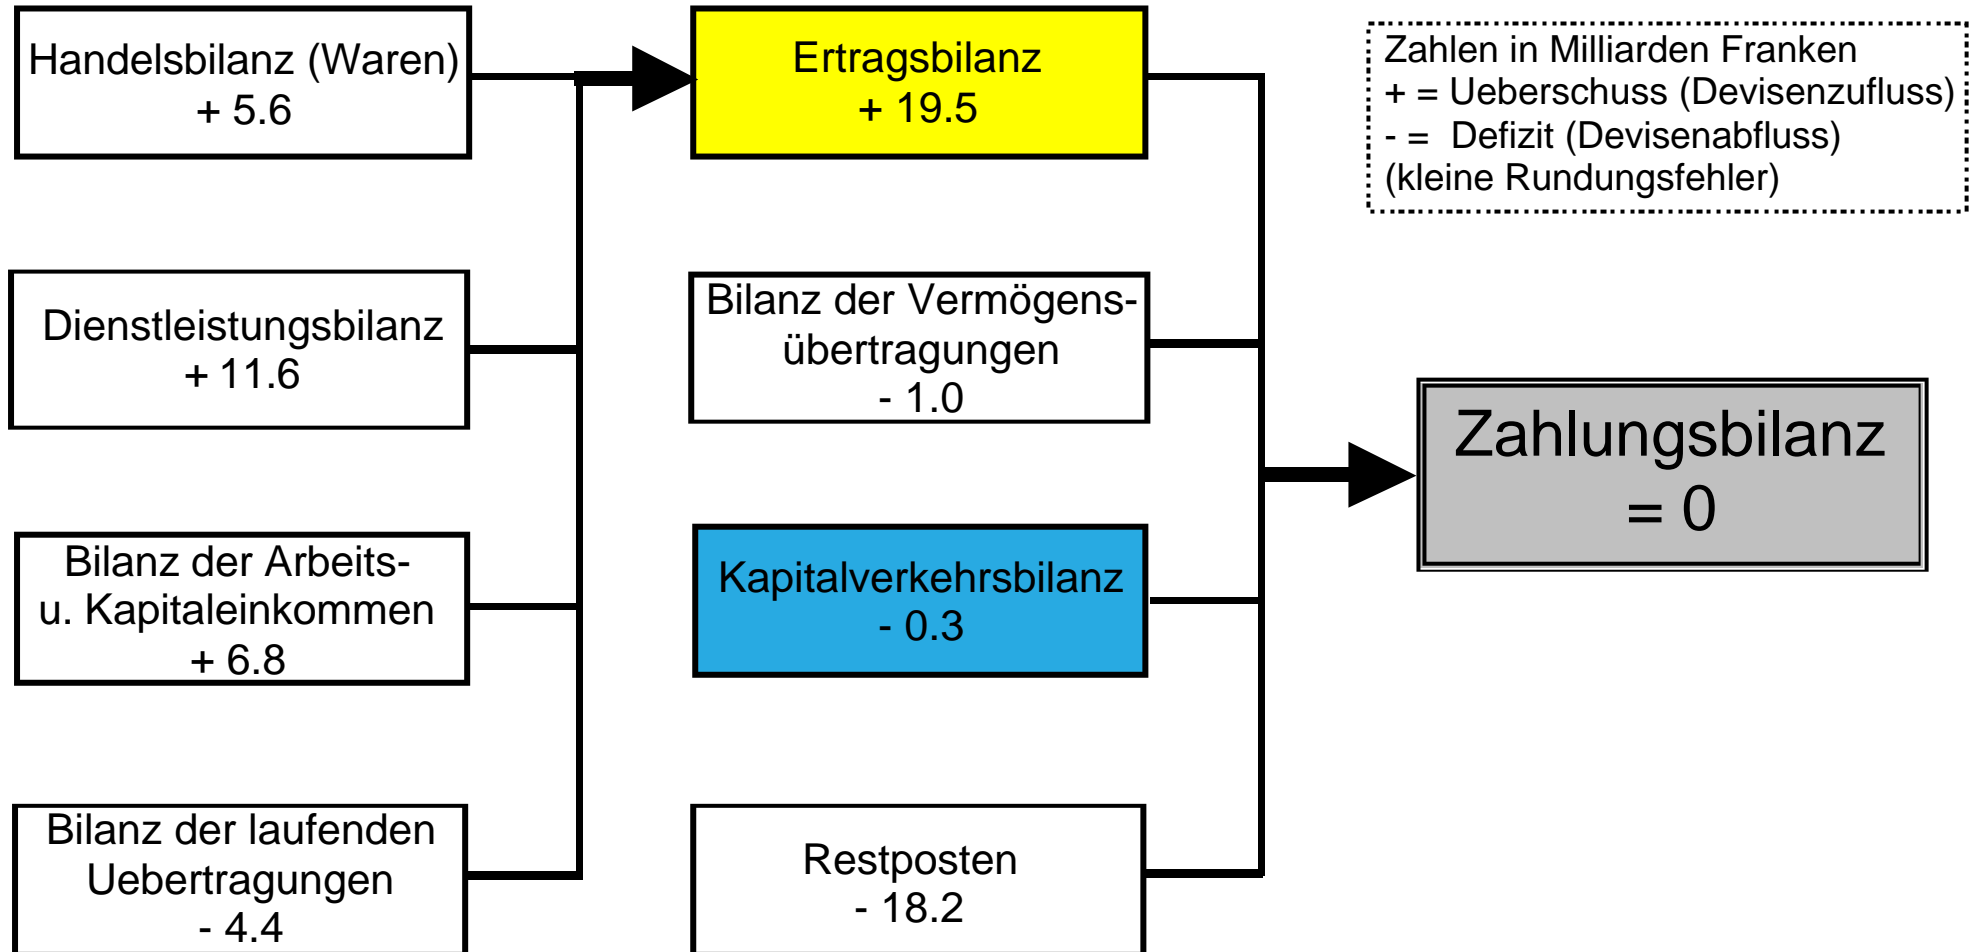 Handelsbilanz (Waren)
+ 5.6
Ertragsbilanz
+ 19.5
Zahlen in Milliarden Franken
+ = Ueberschuss (Devisenzufluss)
- =  Defizit (Devisenabfluss)
(kleine Rundungsfehler)
Dienstleistungsbilanz
+ 11.6
Bilanz der Vermögens-
übertragungen
- 1.0
Zahlungsbilanz
= 0
Bilanz der Arbeits-
u. Kapitaleinkommen
+ 6.8
Kapitalverkehrsbilanz
- 0.3
Bilanz der laufenden
Uebertragungen
- 4.4
Restposten
- 18.2